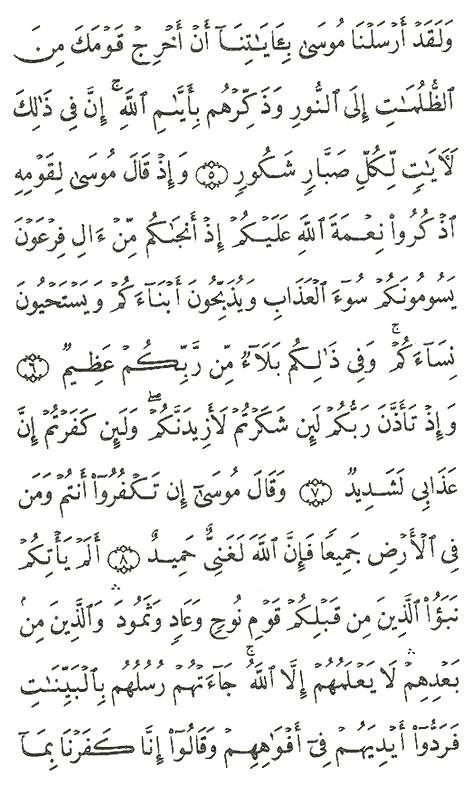 وَلَقَدْ أَرْسَلْنَا مُوسَىٰ بِـَٔايَـٰتِنَآ أَنْ أَخْرِجْ قَوْمَكَ مِنَ
ٱلظُّلُمَـٰتِ إِلَى ٱلنُّورِ وَذَكِّرْهُم بِأَيَّىٰمِ ٱللَّهِ ۚ إِنَّ فِى ذَٰلِكَ
لَـَٔايَـٰتٍ لِّكُلِّ صَبَّارٍ شَكُورٍ ﴿٥﴾ وَإِذْ قَالَ مُوسَىٰ لِقَوْمِهِ
ٱذْكُرُوا۟ نِعْمَةَ ٱللَّهِ عَلَيْكُمْ إِذْ أَنجَىٰكُم مِّنْ ءَالِ فِرْعَوْنَ
يَسُومُونَكُمْ سُوٓءَ ٱلْعَذَابِ وَيُذَبِّحُونَ أَبْنَآءَكُمْ وَيَسْتَحْيُونَ
نِسَآءَكُمْ ۚ وَفِى ذَٰلِكُم بَلَآءٌ مِّن رَّبِّكُمْ عَظِيمٌ ﴿٦﴾
وَإِذْ تَأَذَّنَ رَبُّكُمْ لَئِن شَكَرْتُمْ لَأَزِيدَنَّكُمْ ۖ وَلَئِن كَفَرْتُمْ إِنَّ
عَذَابِى لَشَدِيدٌ ﴿٧﴾ وَقَالَ مُوسَىٰٓ إِن تَكْفُرُوٓا۟ أَنتُمْ وَمَن
فِى ٱلْأَرْضِ جَمِيعًا فَإِنَّ ٱللَّهَ لَغَنِىٌّ حَمِيدٌ ﴿٨﴾ أَلَمْ يَأْتِكُمْ
نَبَؤُا۟ ٱلَّذِينَ مِن قَبْلِكُمْ قَوْمِ نُوحٍ وَعَادٍ وَثَمُودَ ۛ وَٱلَّذِينَ مِنۢ
بَعْدِهِمْ ۛ لَا يَعْلَمُهُمْ إِلَّا ٱللَّهُ ۚ جَآءَتْهُمْ رُسُلُهُم بِٱلْبَيِّنَـٰتِ
فَرَدُّوٓا۟ أَيْدِيَهُمْ فِىٓ أَفْوَٰهِهِمْ وَقَالُوٓا۟ إِنَّا كَفَرْنَا بِمَآ